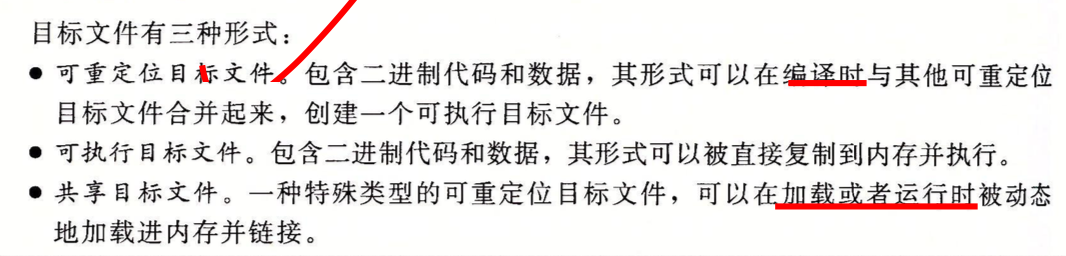 目标文件有三种形式：
● 可重定位目标文件。包含二进制代码和数据，其形式可以在编译时与其他可重定位
目标文件合并起来，创建一个可执行目标文件。
● 可执行目标文件。包含二进制代码和数据，其形式可以被直接复制到内存并执行。
● 共享目标文件。一种特殊类型的可重定位目标文件，可以在加载或者运行时被动态
地加载进内存并链接。